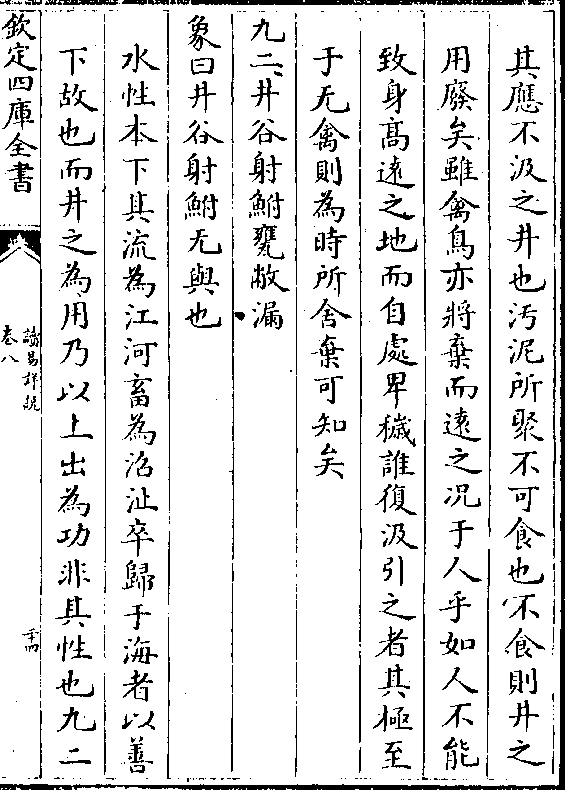 其應不汲之井也汚泥所聚不可食也不食則井之
用廢矣雖禽鳥亦將棄而遠之况于人乎如人不能
致身髙遠之地而自處卑穢誰復汲引之者其極至
于无禽則為時所舍棄可知矣
九二井谷射鮒甕敝漏
象曰井谷射鮒无與也
水性本下其流為江河畜為沼沚卒歸于海者以善
下故也而井之為用乃以上出為功非其性也九二
欽定四庫全書
讀易詳說
卷八